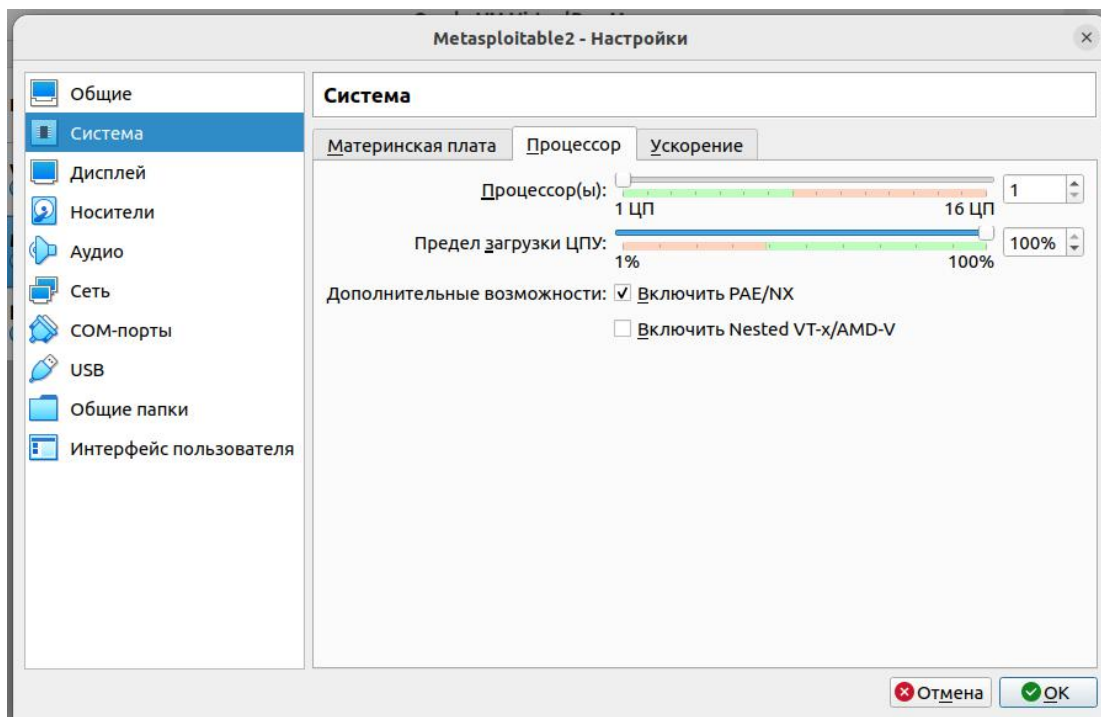 Metasploitable2 - Настройки
Общие
Система
Дисплей
Носители
Аудио
Сеть
COM-порты
USB
Общие папки
Интерфейс пользователя
Система
Материнская плата
Процессор
Ускорение
Процессор(ы):
1
1 ЦП
16 ЦП
Предел загрузки ЦПУ:
100%
1%
100%
Дополнительные возможности:
Включить PAE/NX
Включить Nested VT-x/AMD-V
Отмена
OK